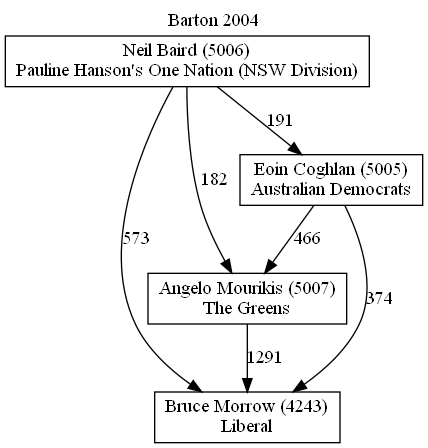 Barton 2004
Neil Baird (5006)
Pauline Hanson's One Nation (NSW Division)
191
Eoin Coghlan (5005)
Australian Democrats
182
573
466
374
Angelo Mourikis (5007)
The Greens
1291
Bruce Morrow (4243)
Liberal